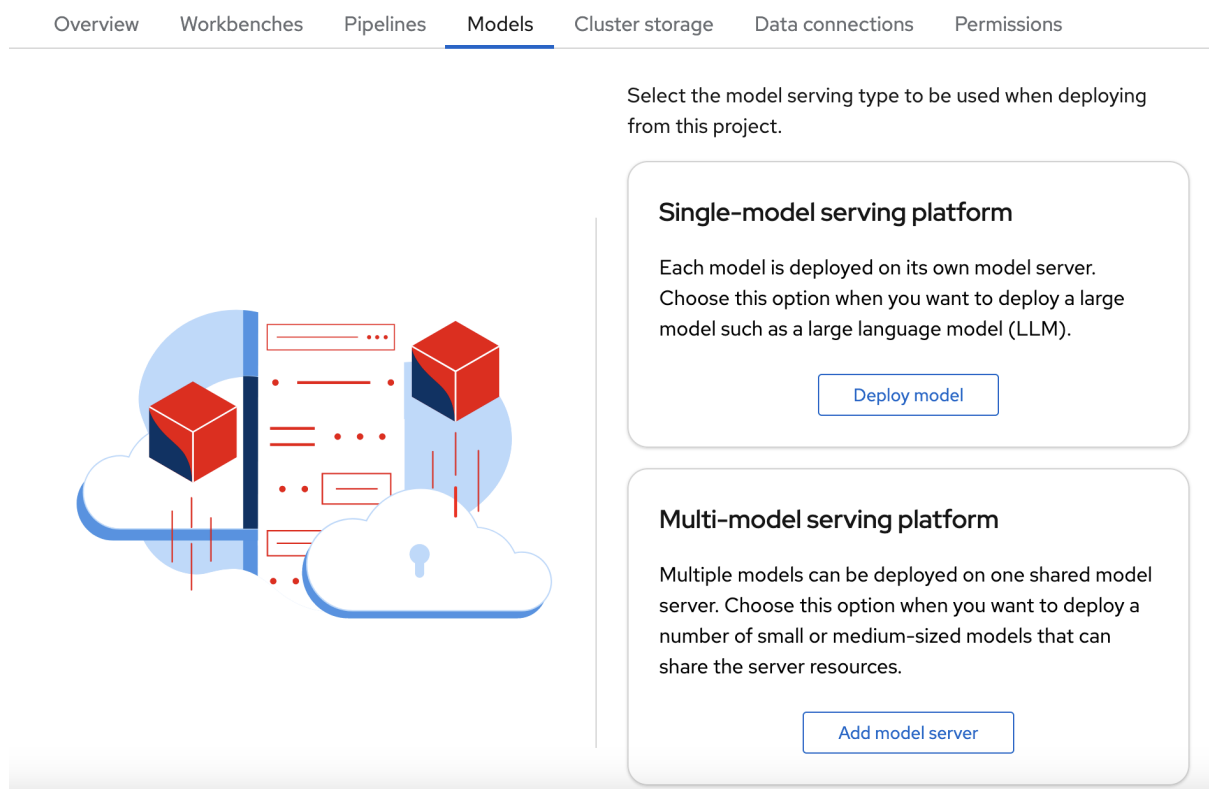 Overview Workbenches Pipelines Models Cluster storage Data connections Permissions
Select the model serving type to be used when deploying
from this project.
Single-model serving platform
Each model is deployed on its own model server.
Choose this option when you want to deploy a large
model such as a large language model (LLM).
Deploy model
Multi-model serving platform
Multiple models can be deployed on one shared model
server. Choose this option when you want to deploy a
number of small or medium-sized models that can
share the server resources.
Add model server